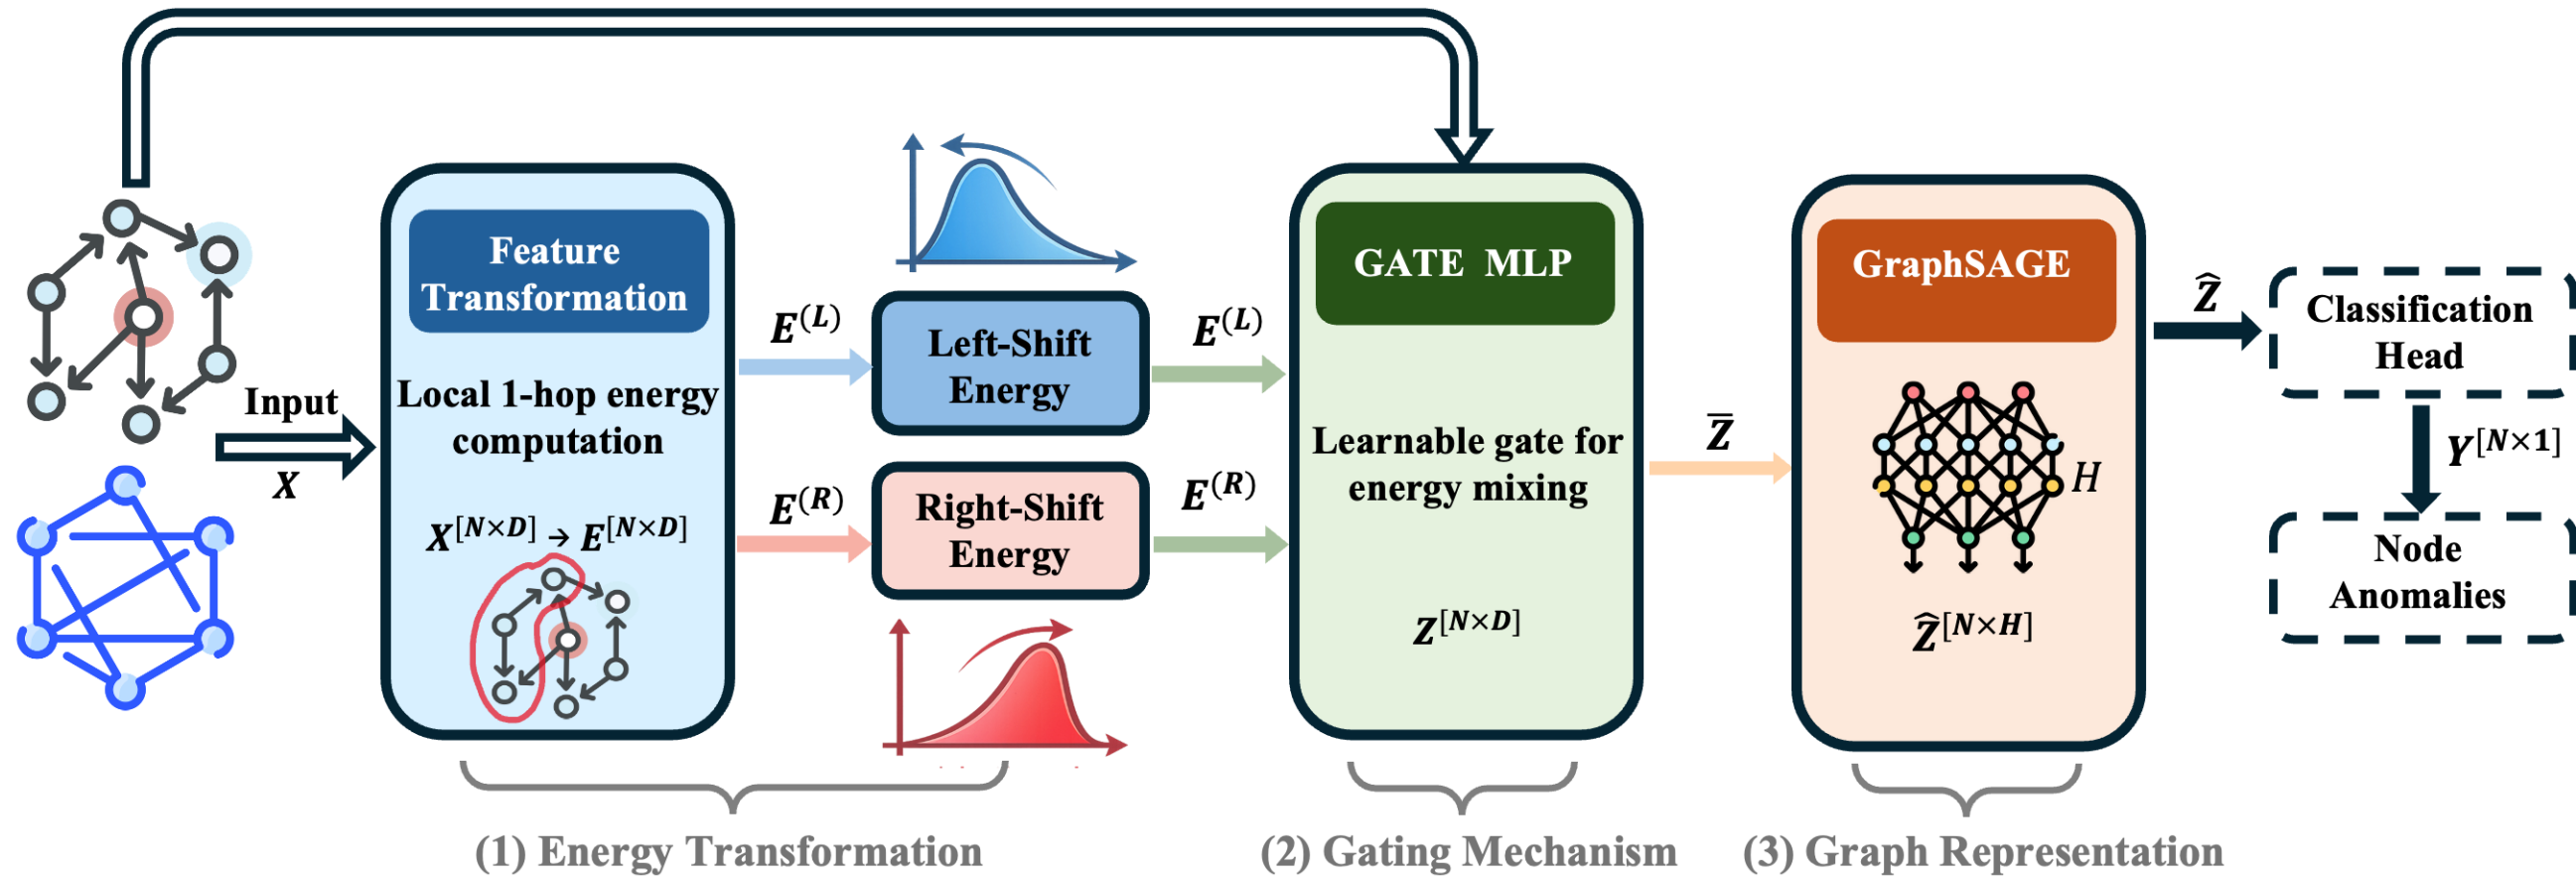 Input
X
Feature
Transformation
Local 1-hop energy
computation
X^[N×D] → E^[N×D]
E^(L)
E^(R)
Left-Shift
Energy
Right-Shift
Energy
E^(L)
E^(R)
GATE MLP
Learnable gate for
energy mixing
Z^[N×D]
Z̅
GraphSAGE
H
Ẑ^[N×H]
Ẑ
Classification
Head
Y^[N×1]
Node
Anomalies
(1) Energy Transformation
(2) Gating Mechanism
(3) Graph Representation